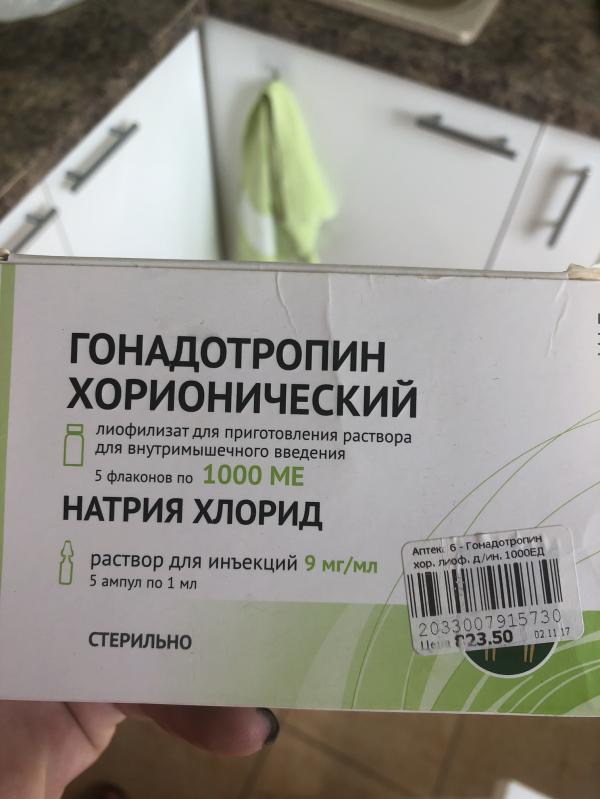 ГОНАДОТРОПИН
ХОРИОНИЧЕСКИЙ
лиофилизат для приготовления раствора
для внутримышечного введения
5 флаконов по 1000 МЕ
НАТРИЯ ХЛОРИД
раствор для инъекций 9 мг/мл
5 ампул по 1 мл
СТЕРИЛЬНО
Аптека 6 - Гонадотропин
хор. лиоф. д/ин. 1000ЕД
2033007915730
Цена 823.50 02.11.17